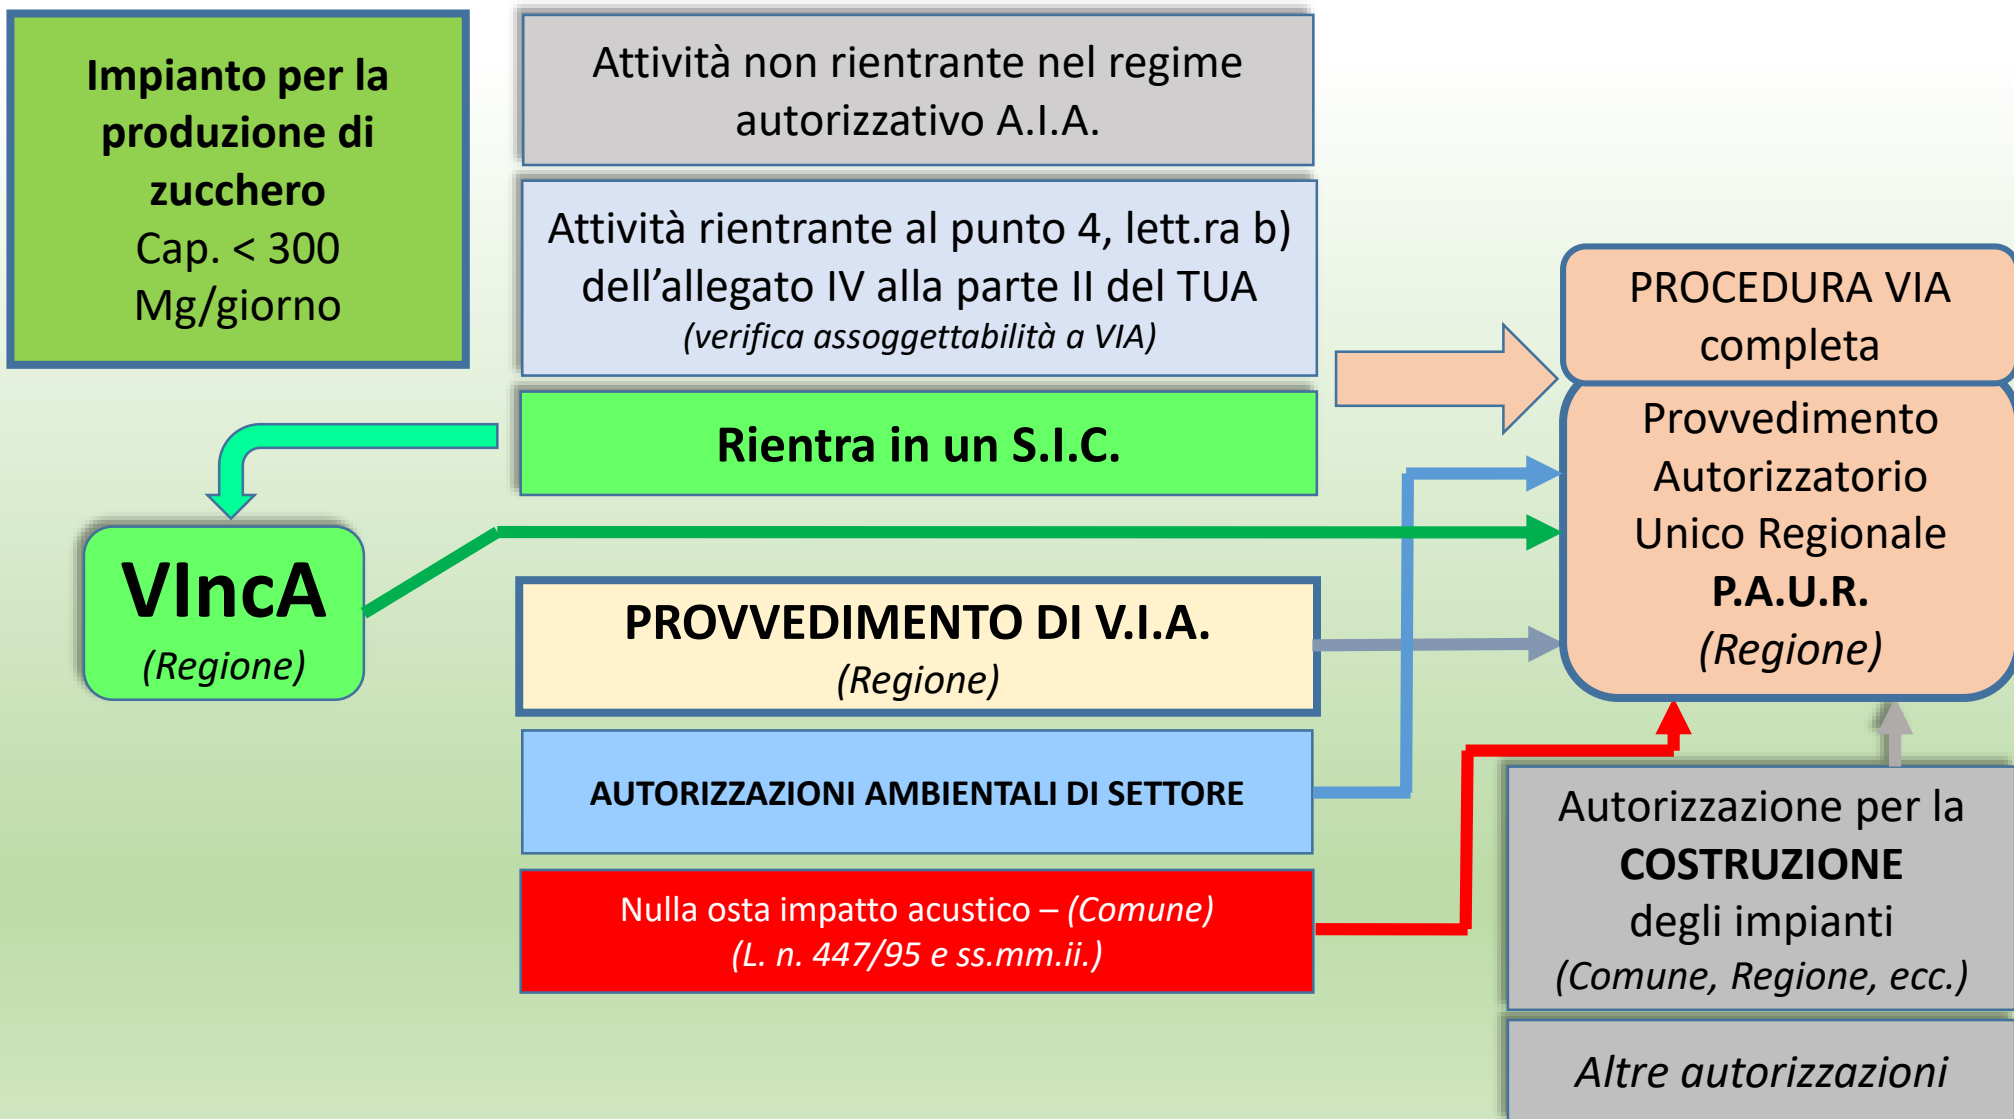 Impianto per la
produzione di
zucchero
Cap. < 300
Mg/giorno
Attività non rientrante nel regime
autorizzativo A.I.A.
Attività rientrante al punto 4, lett.ra b)
dell'allegato IV alla parte II del TUA
(verifica assoggettabilità a VIA)
Rientra in un S.I.C.
VIncA
(Regione)
PROVVEDIMENTO DI V.I.A.
(Regione)
AUTORIZZAZIONI AMBIENTALI DI SETTORE
Nulla osta impatto acustico – (Comune)
(L. n. 447/95 e ss.mm.ii.)
PROCEDURA VIA
completa
Provvedimento
Autorizzatorio
Unico Regionale
P.A.U.R.
(Regione)
Autorizzazione per la
COSTRUZIONE
degli impianti
(Comune, Regione, ecc.)
Altre autorizzazioni